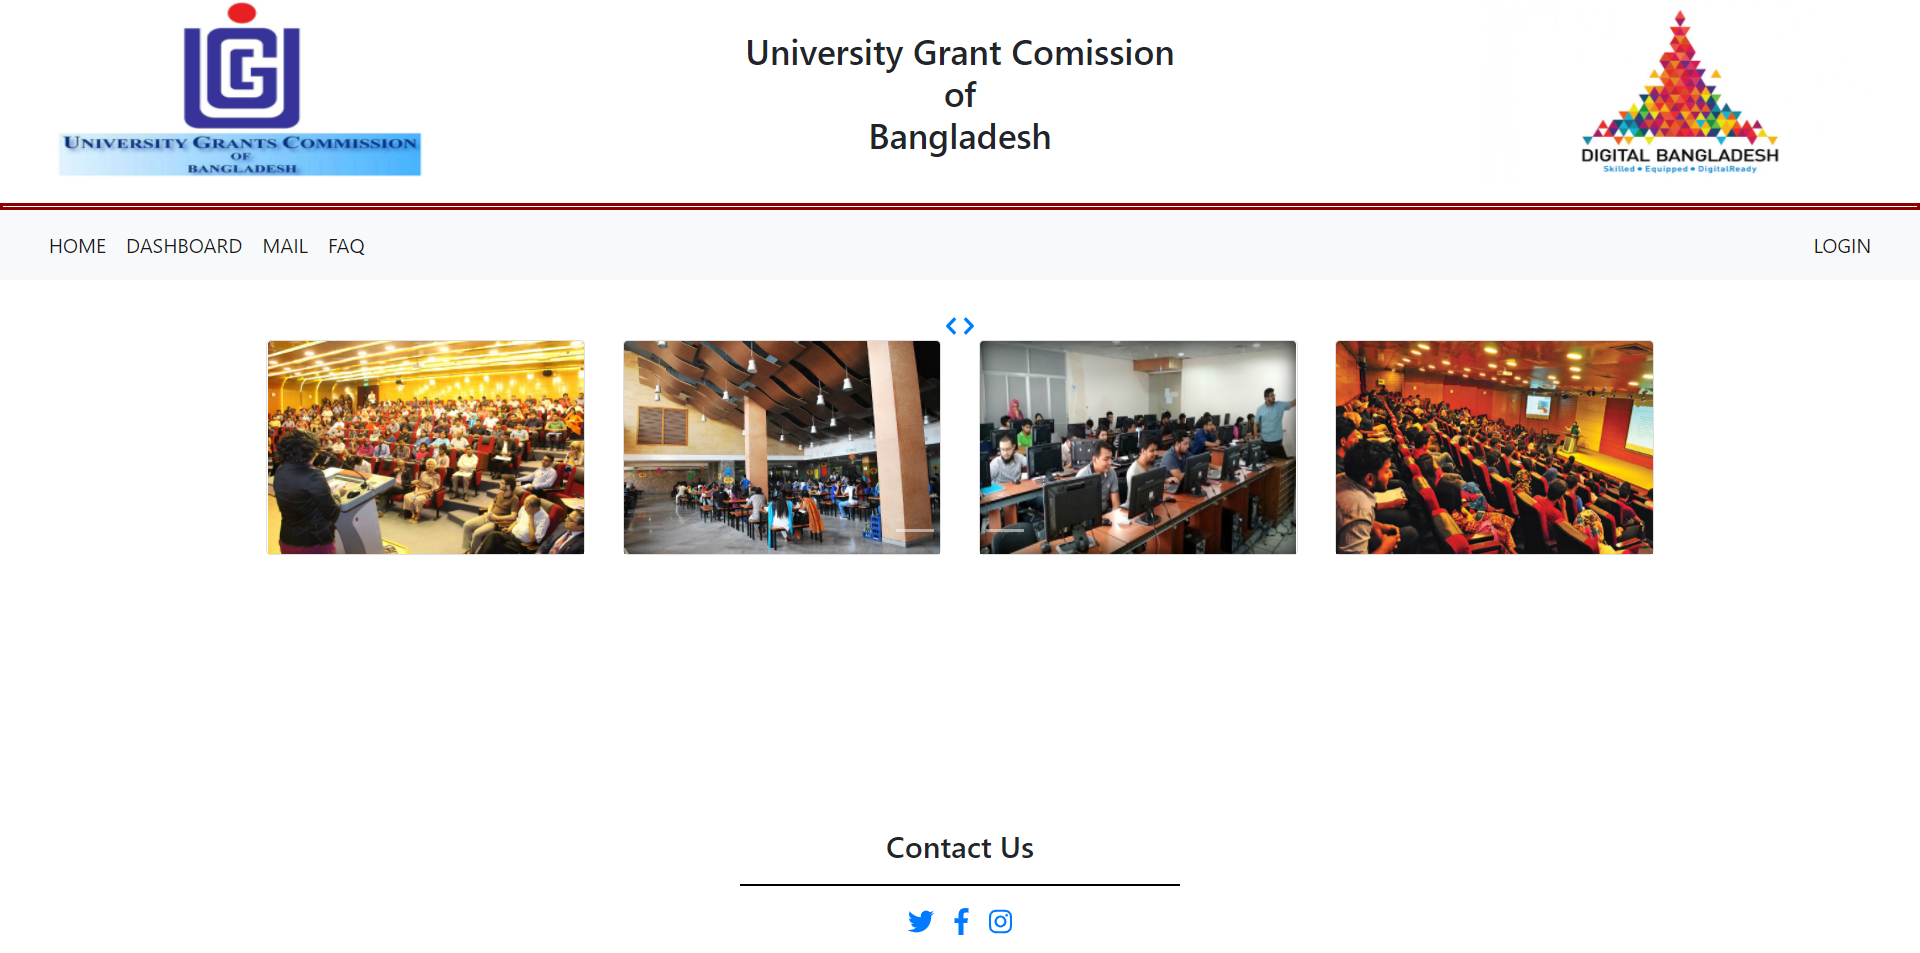 UNIVERSITY GRANTS COMMISSION
OF
BANGLADESH
University Grant Comission
of
Bangladesh
DIGITAL BANGLADESH
Skilled • Equipped • DigitalReady
HOME DASHBOARD MAIL FAQ LOGIN
Contact Us